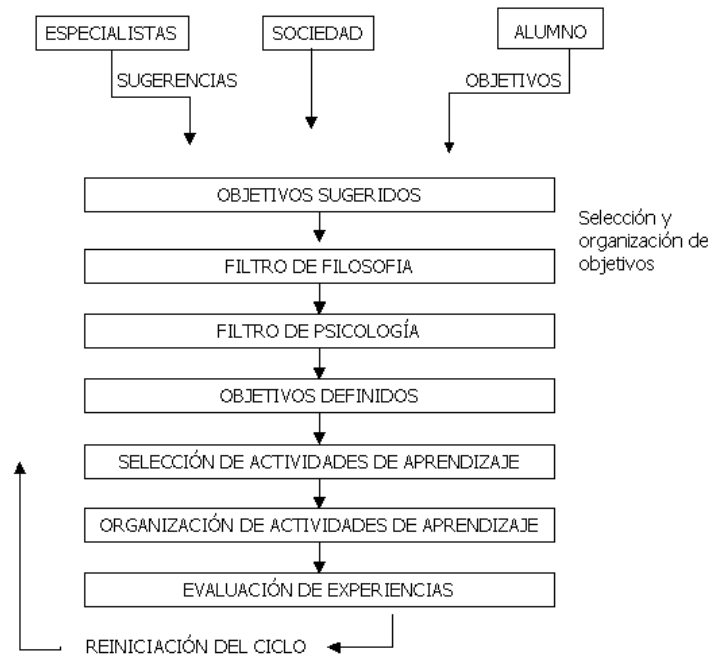 ESPECIALISTAS
SOCIEDAD
ALUMNO
SUGERENCIAS
OBJETIVOS
OBJETIVOS SUGERIDOS
Selección y
organización de
objetivos
FILTRO DE FILOSOFIA
FILTRO DE PSICOLOGÍA
OBJETIVOS DEFINIDOS
SELECCIÓN DE ACTIVIDADES DE APRENDIZAJE
ORGANIZACIÓN DE ACTIVIDADES DE APRENDIZAJE
EVALUACIÓN DE EXPERIENCIAS
REINICIACIÓN DEL CICLO